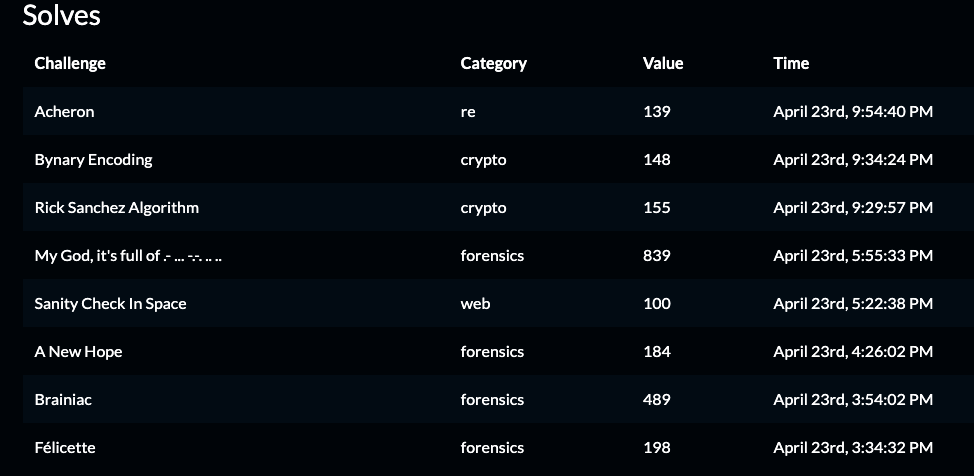 Solves
Challenge Category Value Time
Acheron re 139 April 23rd, 9:54:40 PM
Bynary Encoding crypto 148 April 23rd, 9:34:24 PM
Rick Sanchez Algorithm crypto 155 April 23rd, 9:29:57 PM
My God, it's full of .- ... -.-. .. .. forensics 839 April 23rd, 5:55:33 PM
Sanity Check In Space web 100 April 23rd, 5:22:38 PM
A New Hope forensics 184 April 23rd, 4:26:02 PM
Brainiac forensics 489 April 23rd, 3:54:02 PM
Félicette forensics 198 April 23rd, 3:34:32 PM